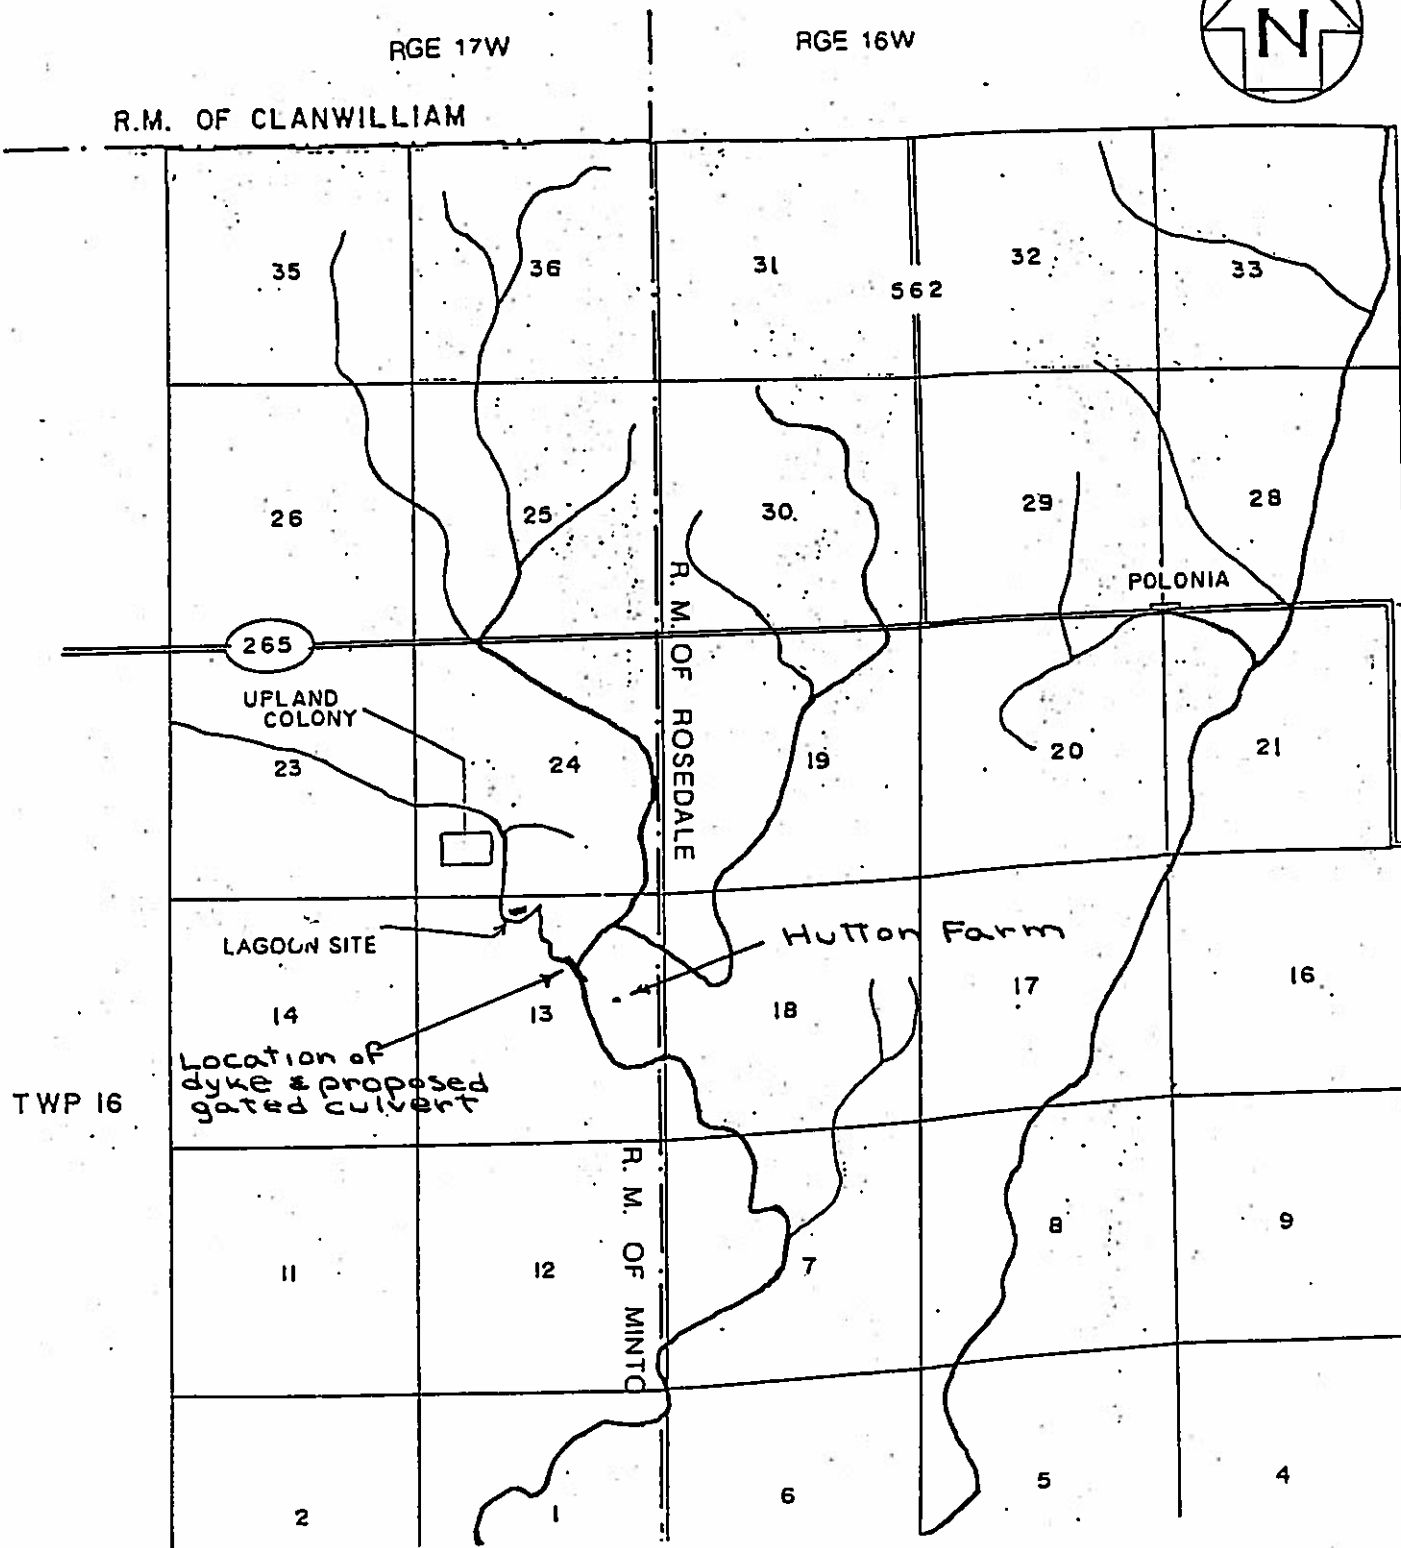 N
RGE 17W
RGE 16W
R.M. OF CLANWILLIAM
35
36
31
32
33
562
26
25
30
29
28
POLONIA
265
R. M. OF ROSEDALE
UPLAND
COLONY
23
24
19
20
21
LAGOON SITE
Hutton Farm
14
13
18
17
16
Location of
dyke & proposed
gated culvert
TWP 16
R. M. OF MINTO
11
12
7
8
9
2
1
6
5
4